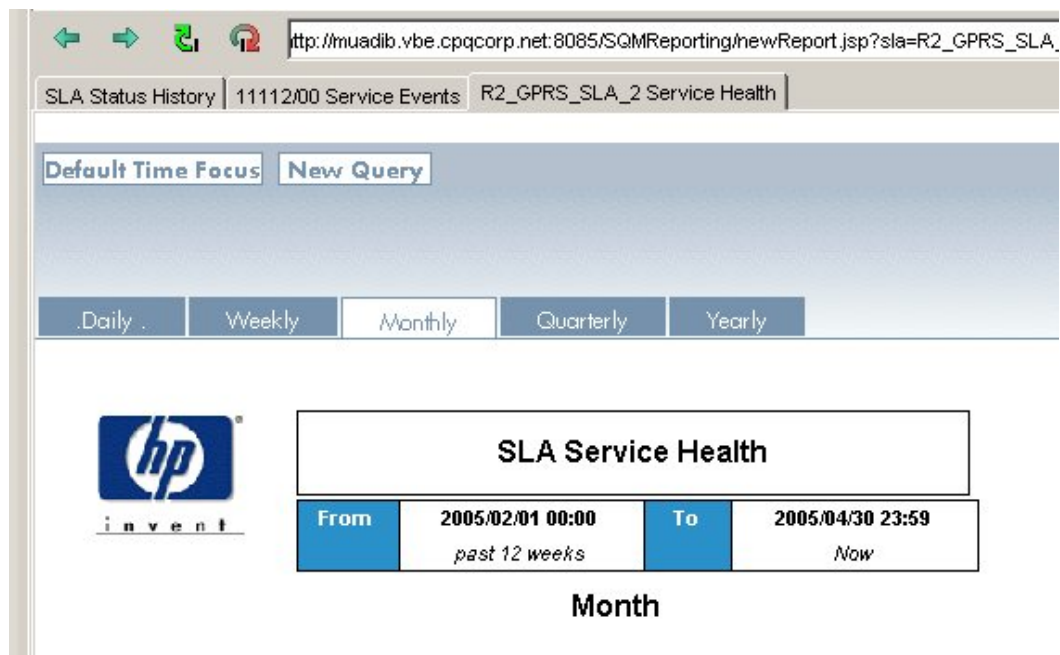 ttp://muadib.vbe.cpqcorp.net:8085/SQMReporting/newReport.jsp?sla=R2_GPRS_SLA_
SLA Status History 11112/00 Service Events R2_GPRS_SLA_2 Service Health
Default Time Focus New Query
.Daily . Weekly Monthly Quarterly Yearly
hp
invent
SLA Service Health
From 2005/02/01 00:00 To 2005/04/30 23:59
past 12 weeks Now
Month